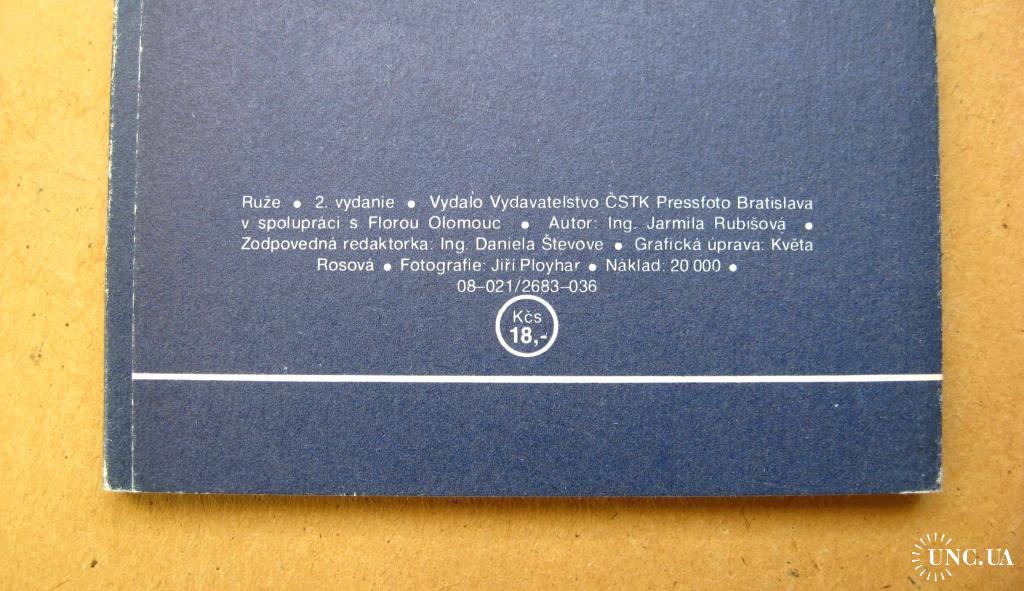 Ruže • 2. vydanie • Vydalo Vydavateľstvo ČSTK Pressfoto Bratislava
v spolupráci s Florou Olomouc • Autor: Ing. Jarmila Rubišová •
Zodpovedná redaktorka: Ing. Daniela Števove • Grafická úprava: Květa
Rosová • Fotografie: Jiří Ployhar • Náklad: 20 000 •
08–021/2683–036
Kčs
18,-
UNC.UA